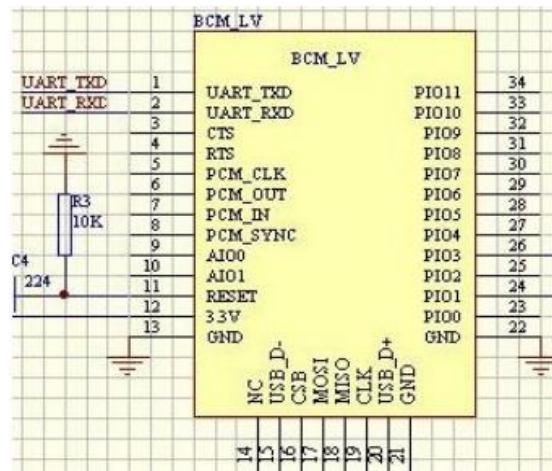 BCM_LV
BCM_LV
UART_TXD 1 UART_TXD PIO11 34
UART_RXD 2 UART_RXD PIO10 33
3 CTS PIO9 32
4 RTS PIO8 31
5 PCM_CLK PIO7 30
6 PCM_OUT PIO6 29
R3 7 PCM_IN PIO5 28
10K 8 PCM_SYNC PIO4 27
C4 9 AIO0 PIO3 26
224 10 AIO1 PIO2 25
11 RESET PIO1 24
12 3.3V PIO0 23
13 GND GND 22
NC USB_D- CSB MOSI MISO CLK USB_D+ GND
14 15 16 17 18 19 20 21